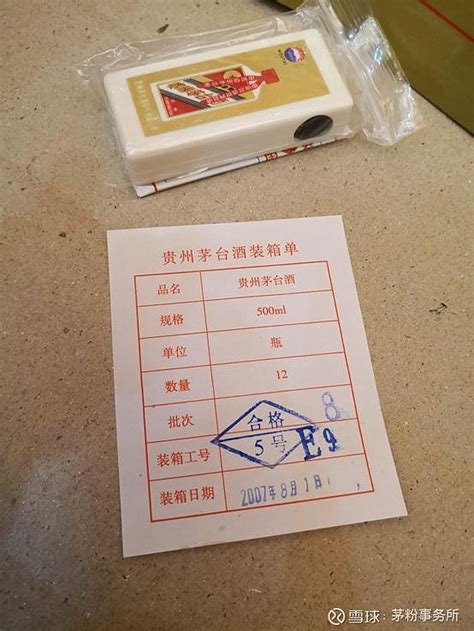 贵州茅台酒装箱单
品名 贵州茅台酒
规格 500ml
单位 瓶
数量 12
批次 8
合格
装箱工号 5号 E9
装箱日期 2007年8月1日
雪球：茅粉事务所